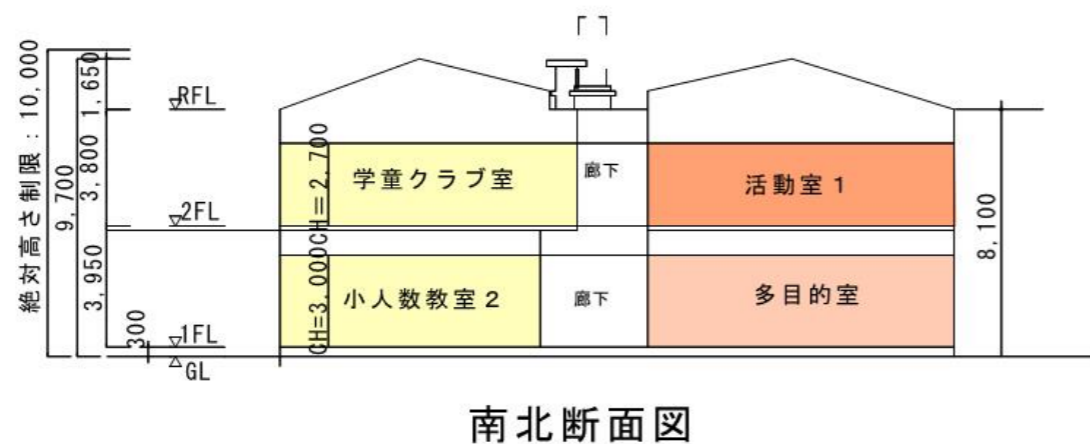 絶対高さ制限：10,000
9,700
1,650
3,800
3,950
300
RFL
2FL
1FL
GL
CH＝2,700
学童クラブ室
廊下
活動室１
CH=3,000
小人数教室２
廊下
多目的室
8,100
南北断面図